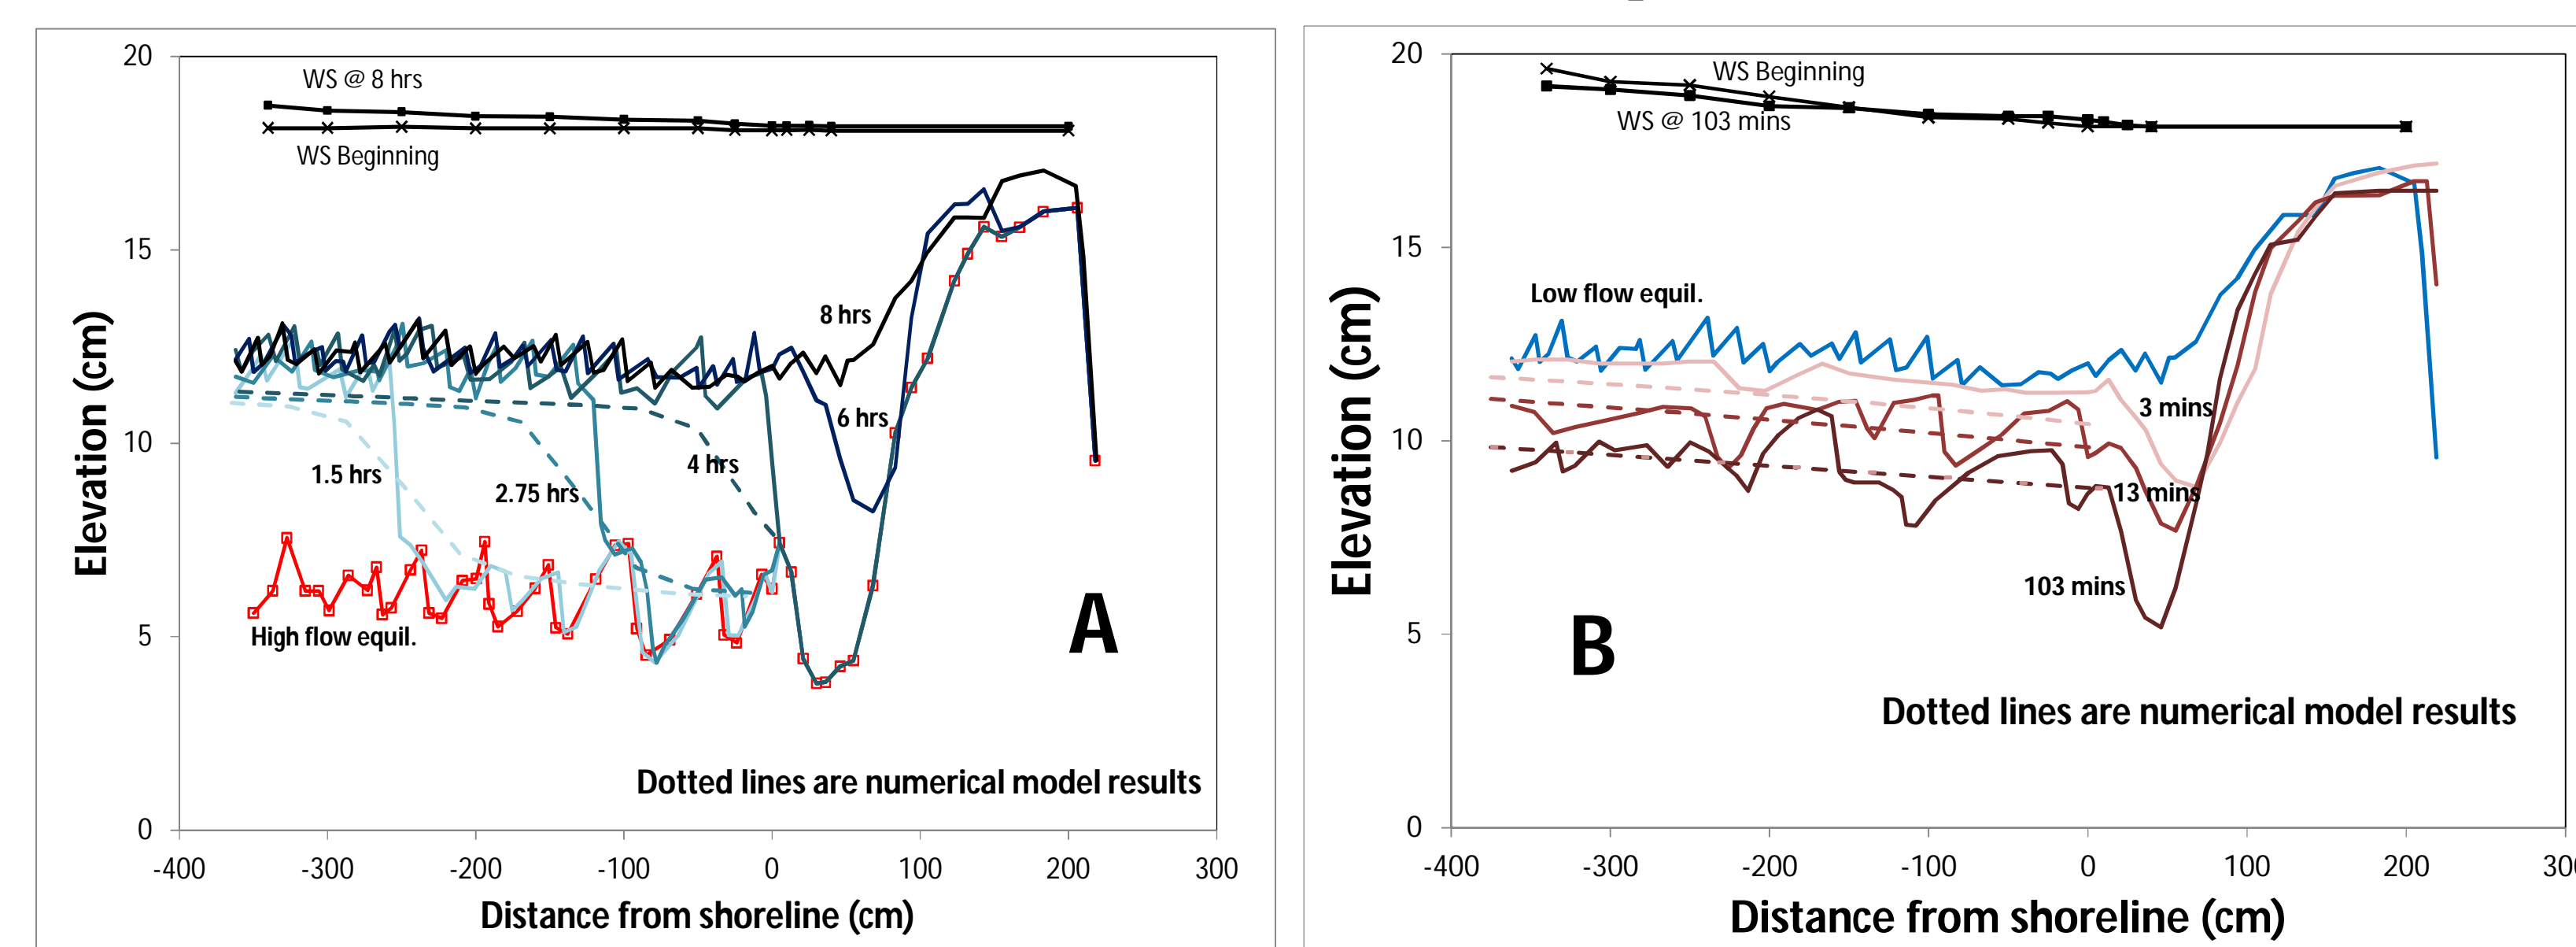 20
15
10
5
0
-400 -300 -200 -100 0 100 200 300
Elevation (cm)
Distance from shoreline (cm)
WS @ 8 hrs
WS Beginning
8 hrs
6 hrs
4 hrs
1.5 hrs
2.75 hrs
High flow equil.
A
Dotted lines are numerical model results
20
15
10
5
0
-400 -300 -200 -100 0 100 200
Elevation (cm)
Distance from shoreline (cm)
WS Beginning
WS @ 103 mins
Low flow equil.
3 mins
13 mins
103 mins
B
Dotted lines are numerical model results